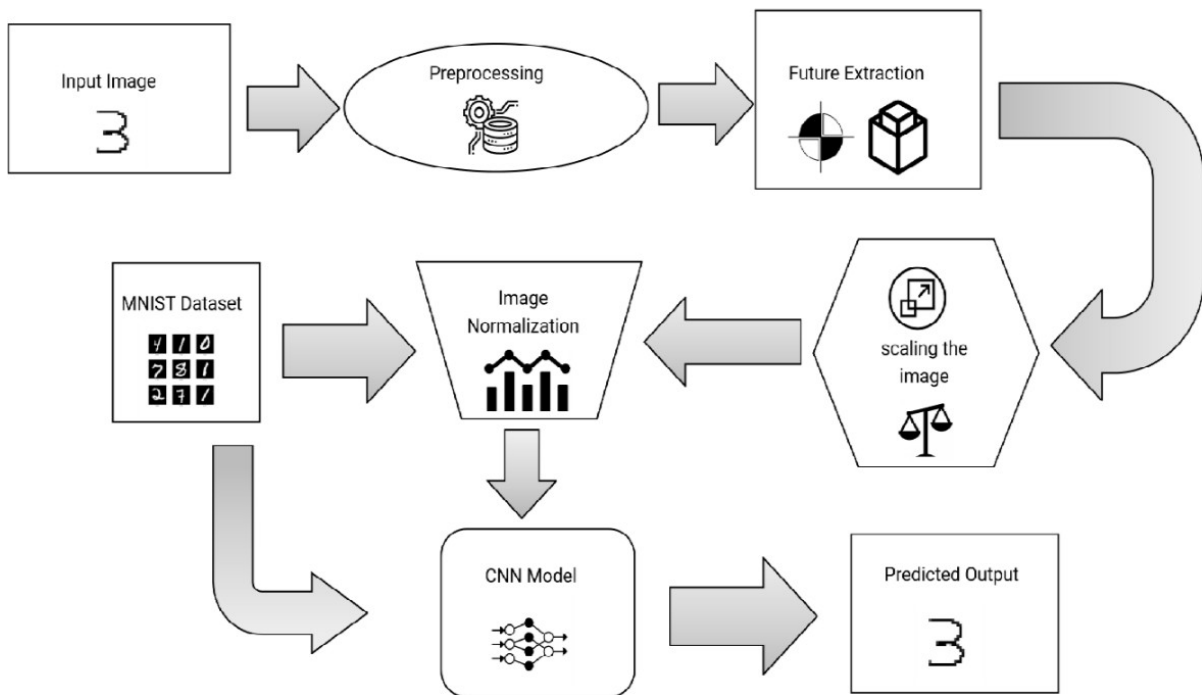 Input Image
3
Preprocessing
Future Extraction
MNIST Dataset
4 1 0
7 8 1
2 7 1
Image
Normalization
scaling the
image
CNN Model
Predicted Output
3